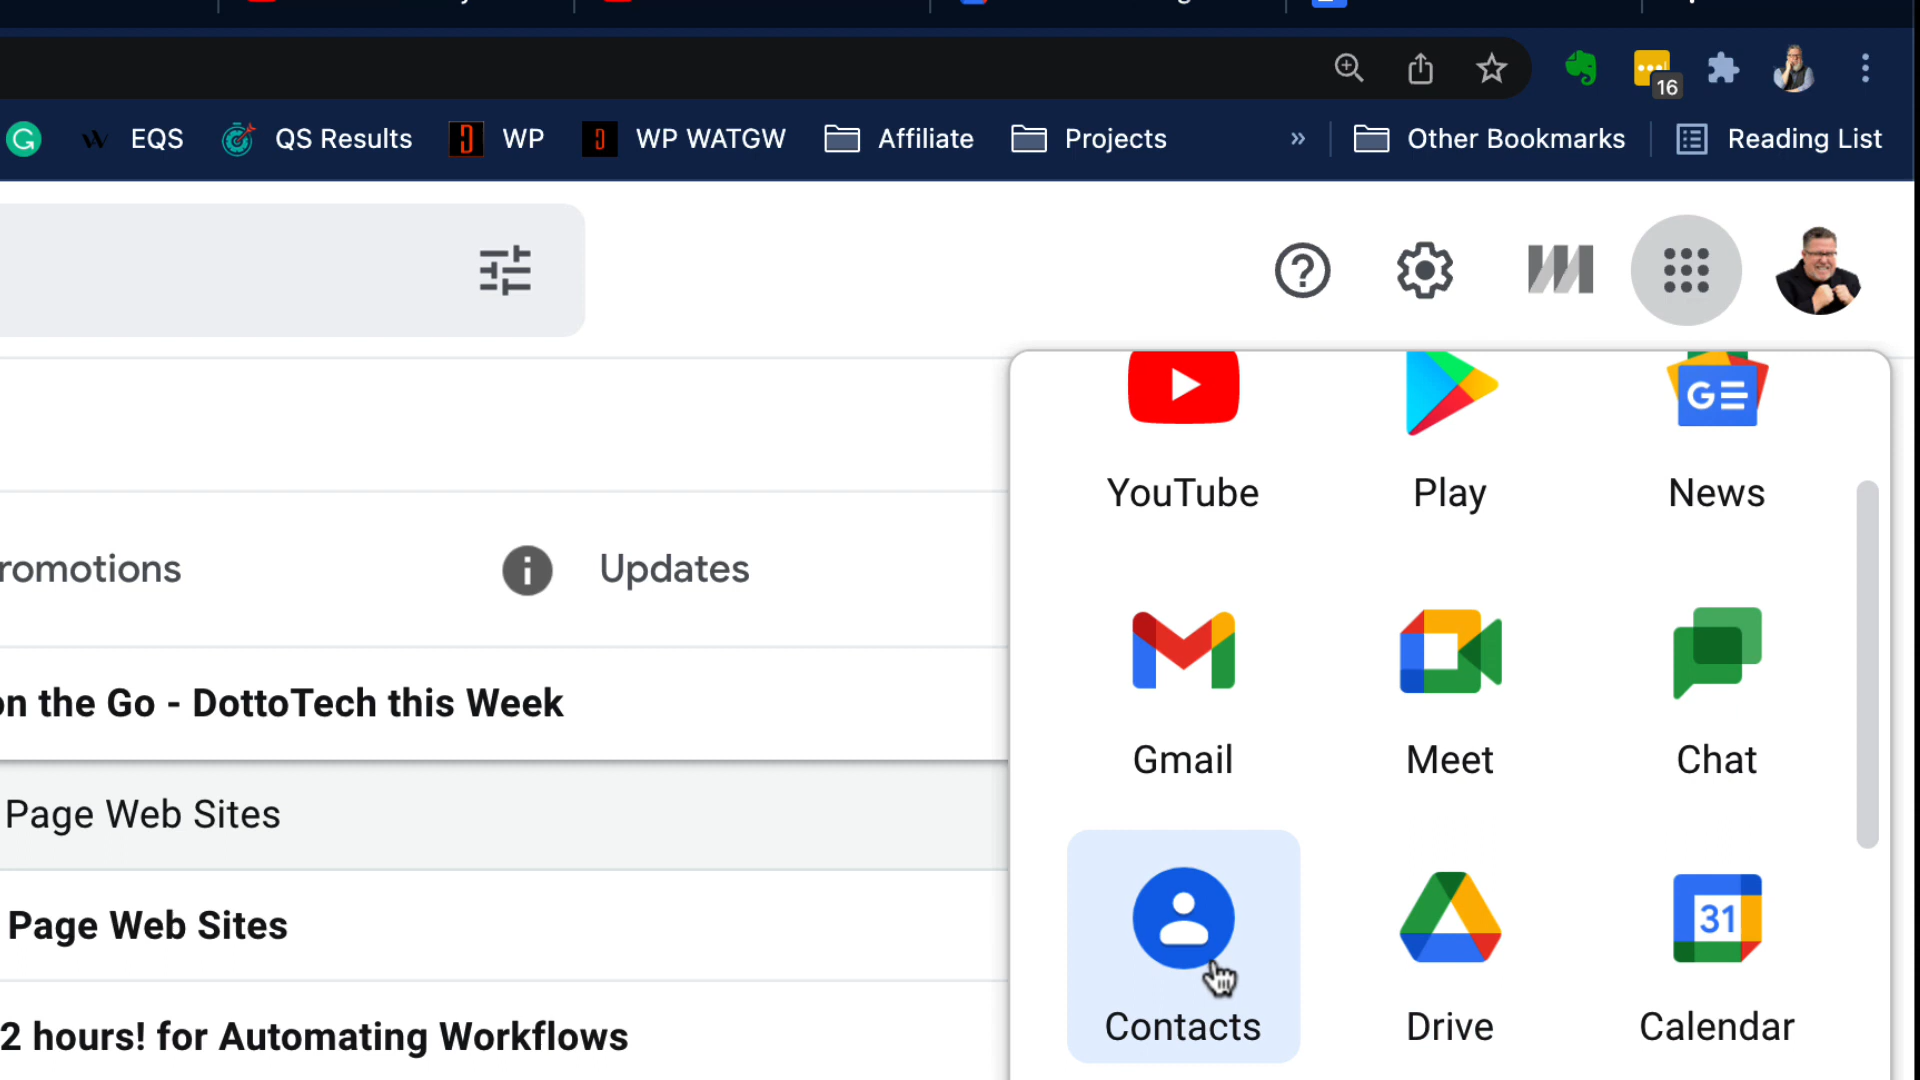 16
EQS QS Results WP WP WATGW Affiliate Projects » Other Bookmarks Reading List
YouTube Play News
romotions Updates
Gmail Meet Chat
on the Go - DottoTech this Week
Page Web Sites
Page Web Sites
31
Contacts Drive Calendar
2 hours! for Automating Workflows